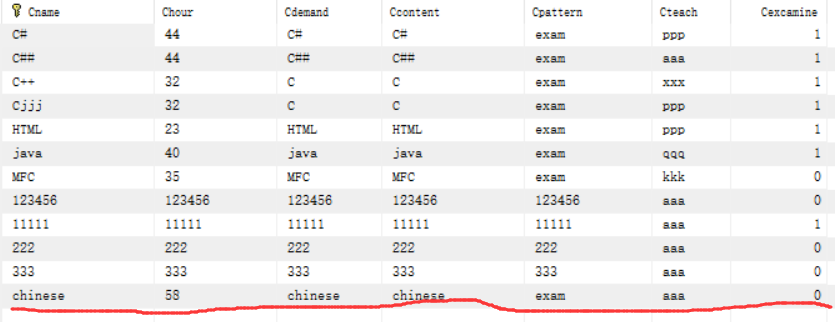 Cname Chour Cdemand Ccontent Cpattern Cteach Cexcamine
C# 44 C# C# exam ppp 1
C## 44 C## C## exam aaa 1
C++ 32 C C exam xxx 1
Cjjj 32 C C exam ppp 1
HTML 23 HTML HTML exam ppp 1
java 40 java java exam qqq 1
MFC 35 MFC MFC exam kkk 0
123456 123456 123456 123456 123456 aaa 0
11111 11111 11111 11111 11111 aaa 1
222 222 222 222 222 aaa 0
333 333 333 333 333 aaa 0
chinese 58 chinese chinese exam aaa 0